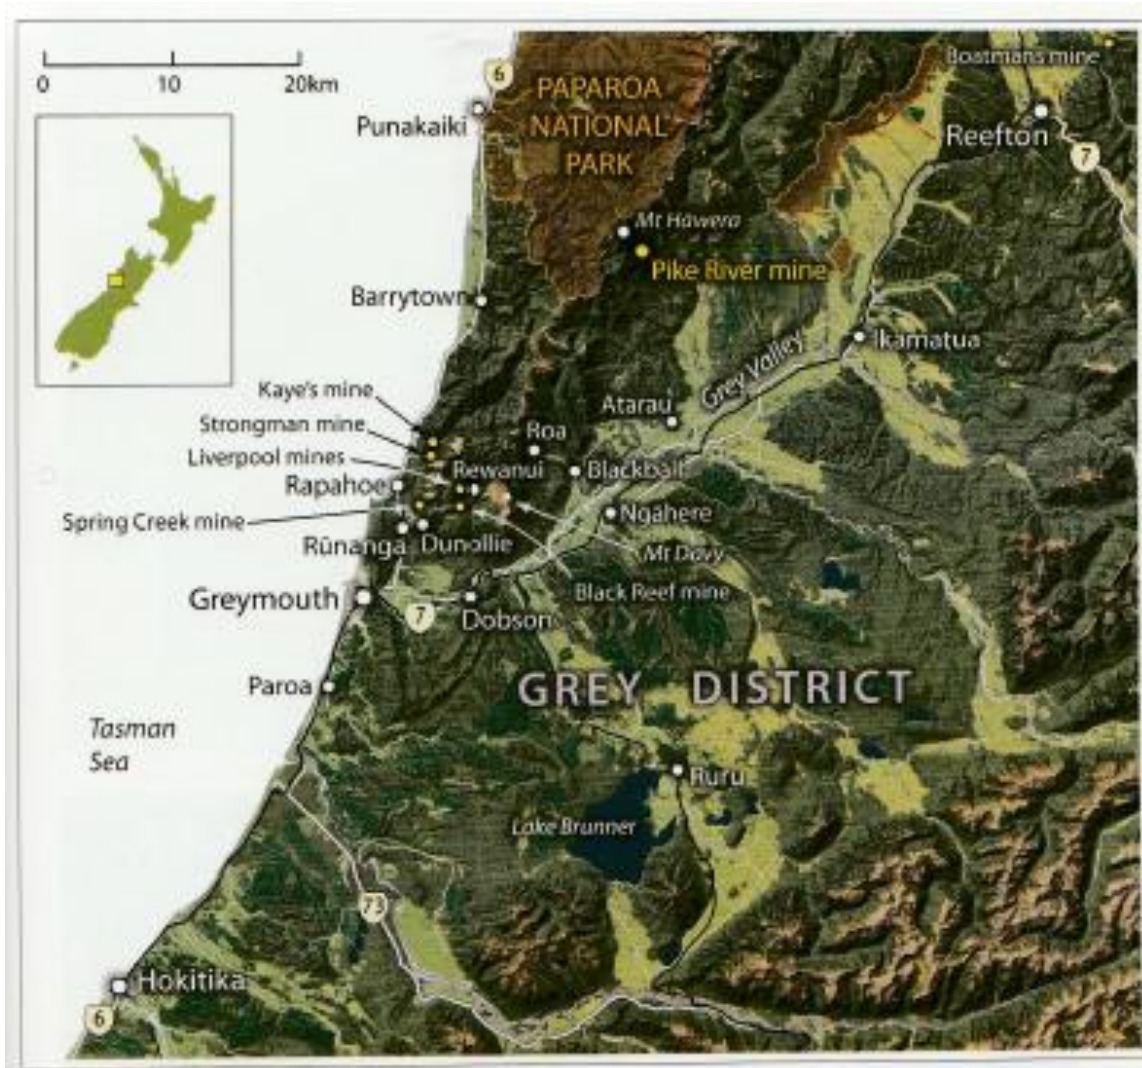 0
10
20km
6
PAPAROA
NATIONAL
PARK
Boatmans mine
Punakaiki
Reefton
7
Mt Hawera
Pike River mine
Barrytown
Ikamatua
Grey Valley
Kaye's mine
Atarau
Strongman mine
Roa
Liverpool mines
Rewanui
Blackball
Rapahoe
Spring Creek mine
Ngahere
Rūnanga
Dunollie
Mt Davy
Greymouth
Black Reef mine
7
Dobson
Paroa
GREY DISTRICT
Tasman
Sea
Ruru
Lake Brunner
73
Hokitika
6